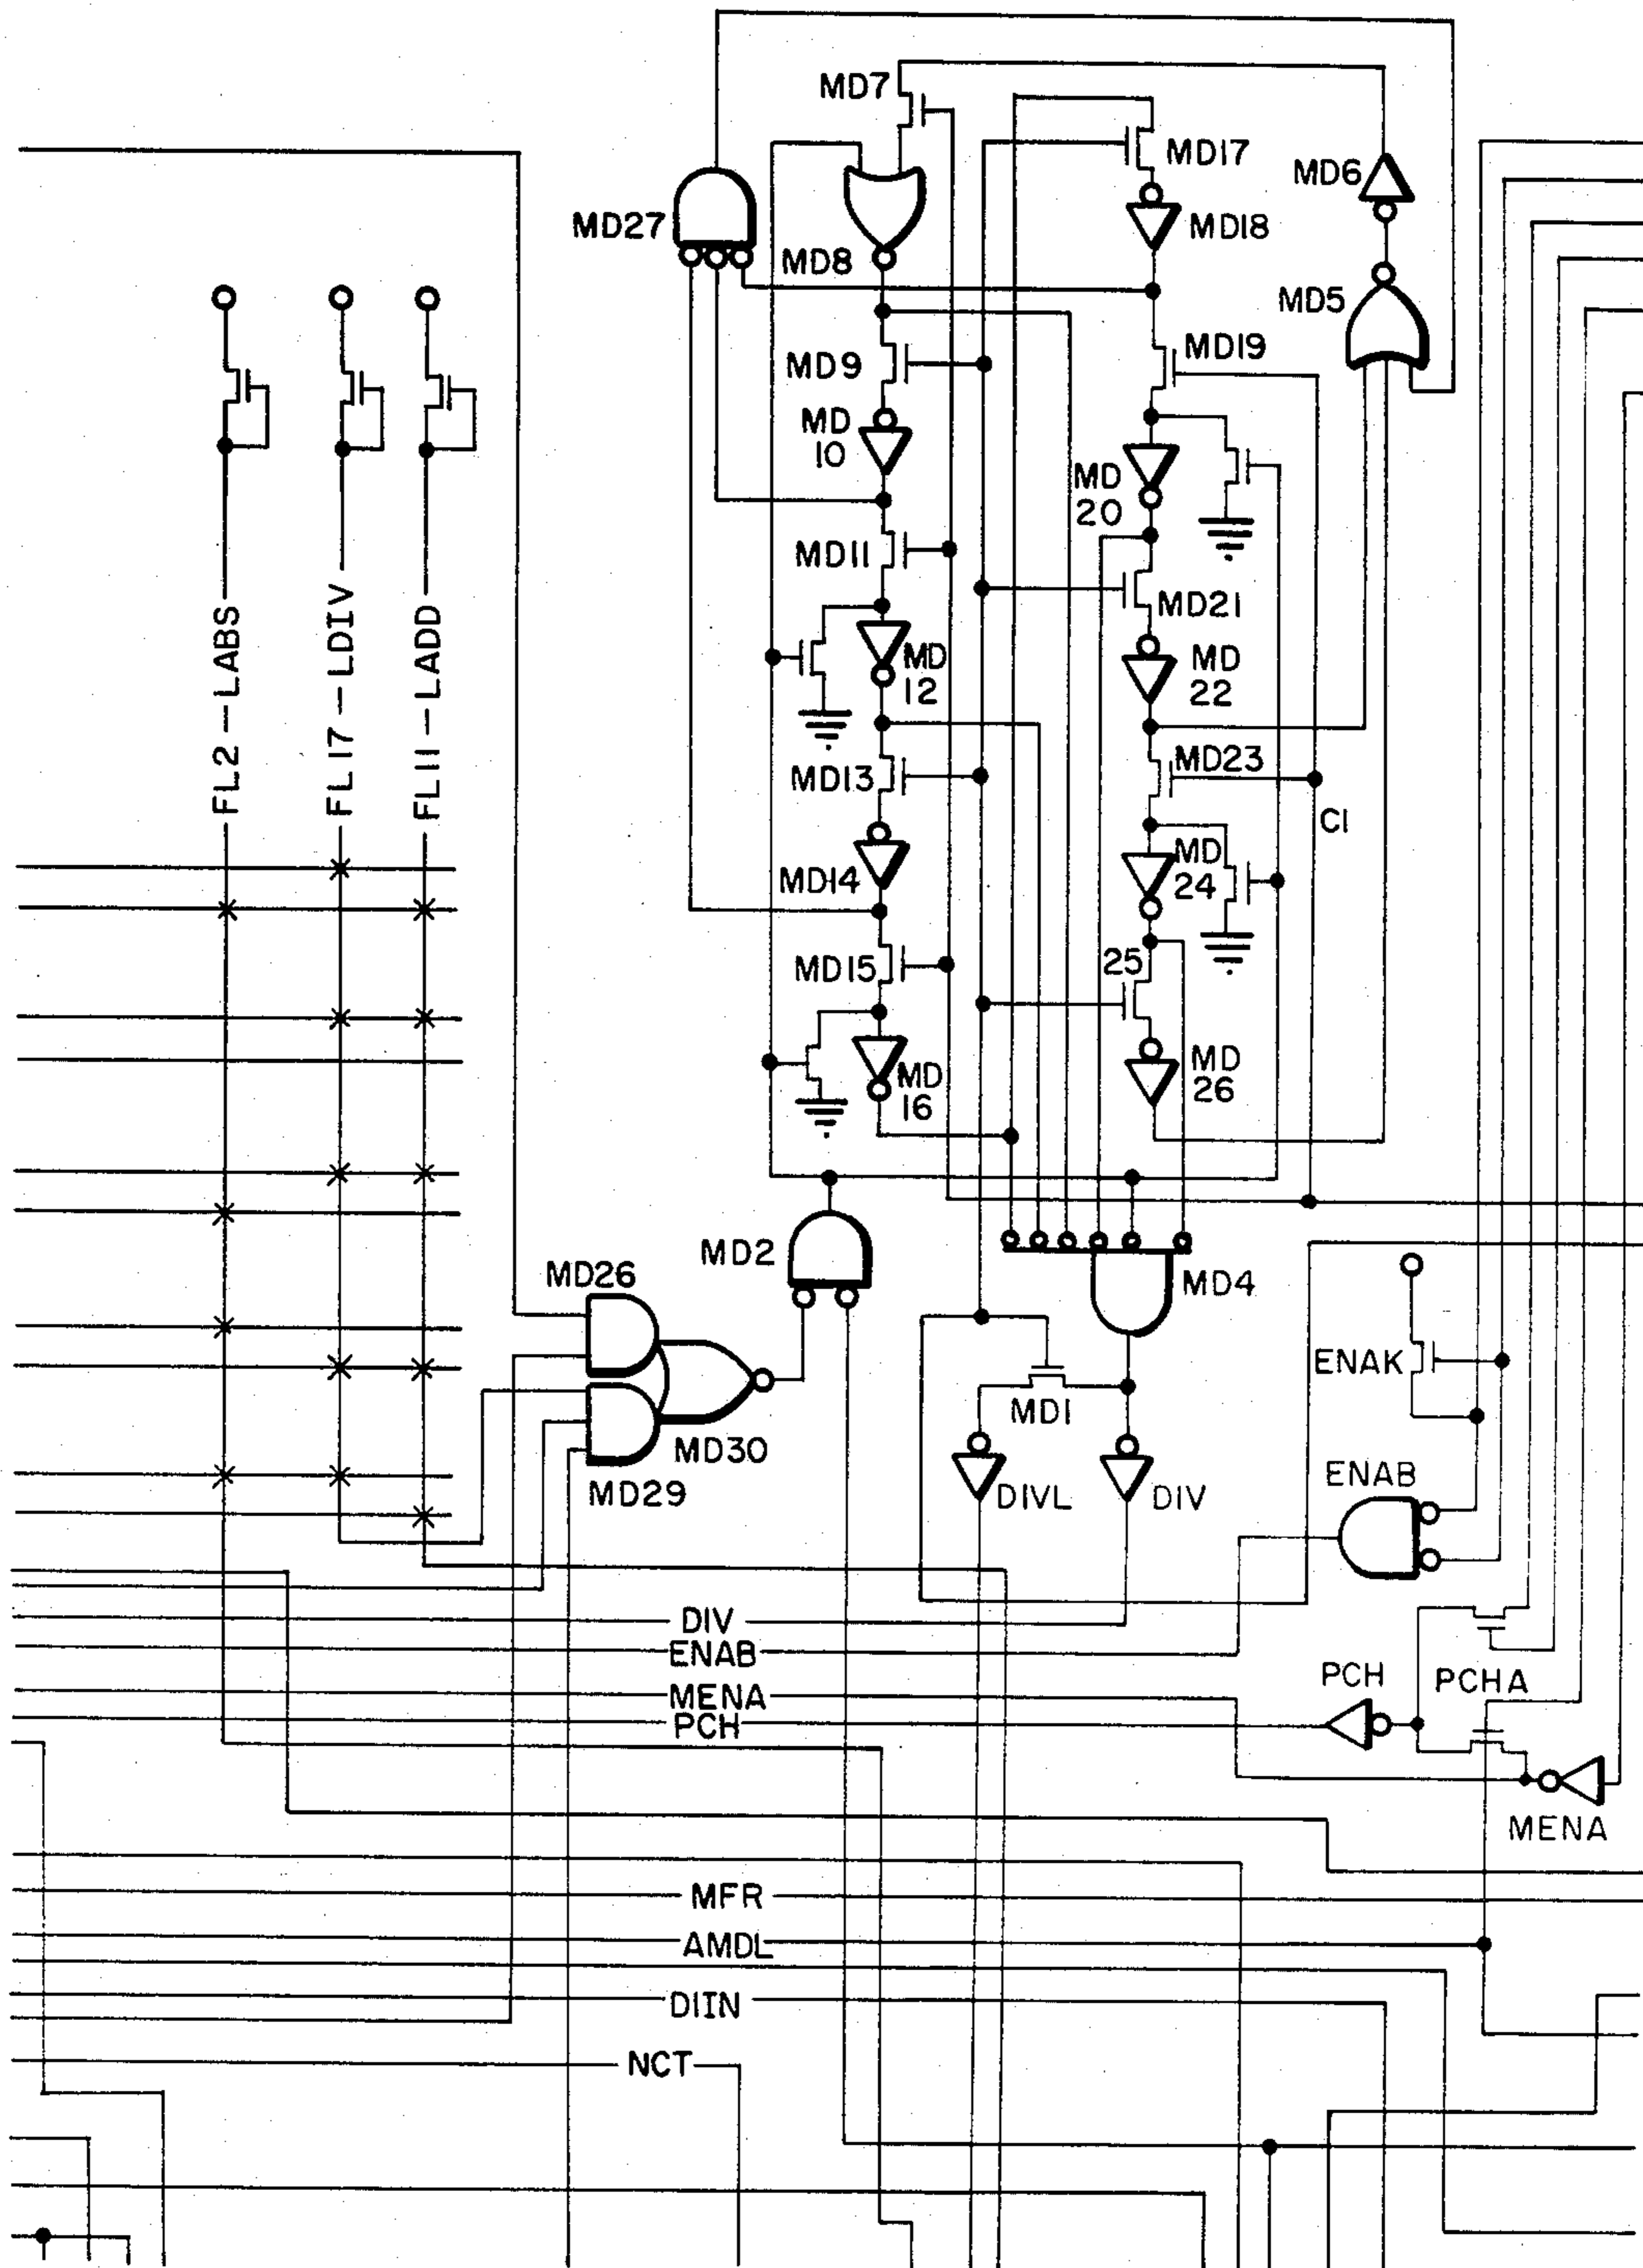 MD7
MD17
MD6
MD27
MD18
MD8
MD5
MD9
MD19
MD
10
MD
20
MD11
MD21
FL2-LABS
FL17-LDIV
FL11-LADD
MD
12
MD
22
MD13
MD23
C1
MD14
MD
24
MD15
25
MD
16
MD
26
MD2
MD26
MD4
ENAK
MD1
MD30
MD29
DIVL
DIV
ENAB
DIV
ENAB
MENA
PCH
PCH
PCHA
MENA
MFR
AMDL
DIIN
NCT